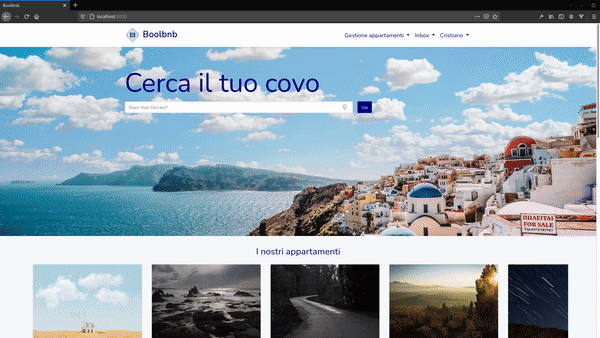 Boolbnb
localhost:8000
Boolbnb
Gestione appartamenti
Inbox
Cristiano
Cerca il tuo covo
Dove Vuoi Cercare?
Vai
ΠΩΛΕΙΤΑΙ
FOR SALE
I nostri appartamenti